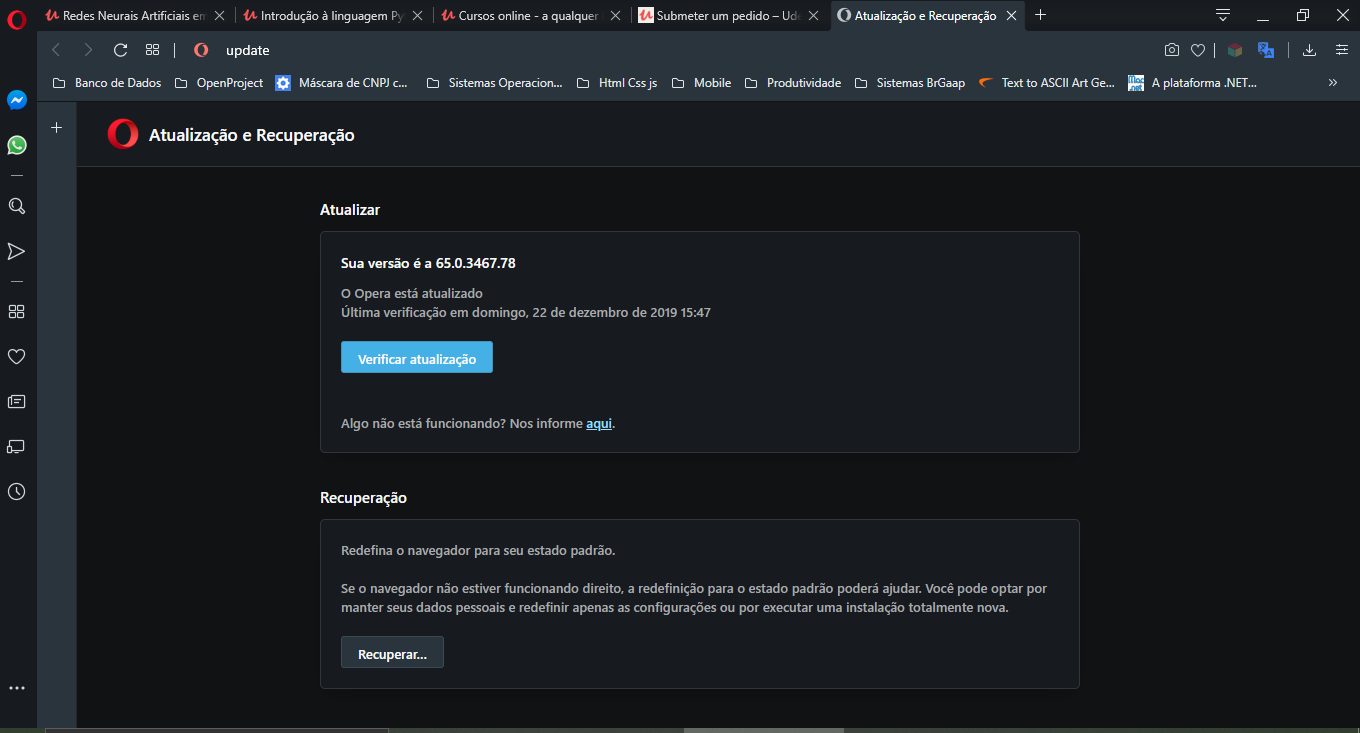 Redes Neurais Artificiais em
Introdução à linguagem Py
Cursos online - a qualquer
Submeter um pedido – Ude
Atualização e Recuperação
update
Banco de Dados
OpenProject
Máscara de CNPJ c...
Sistemas Operacion...
Html Css js
Mobile
Produtividade
Sistemas BrGaap
Text to ASCII Art Ge...
A plataforma .NET...
Atualização e Recuperação
Atualizar
Sua versão é a 65.0.3467.78
O Opera está atualizado
Última verificação em domingo, 22 de dezembro de 2019 15:47
Verificar atualização
Algo não está funcionando? Nos informe aqui.
Recuperação
Redefina o navegador para seu estado padrão.
Se o navegador não estiver funcionando direito, a redefinição para o estado padrão poderá ajudar. Você pode optar por
manter seus dados pessoais e redefinir apenas as configurações ou por executar uma instalação totalmente nova.
Recuperar...